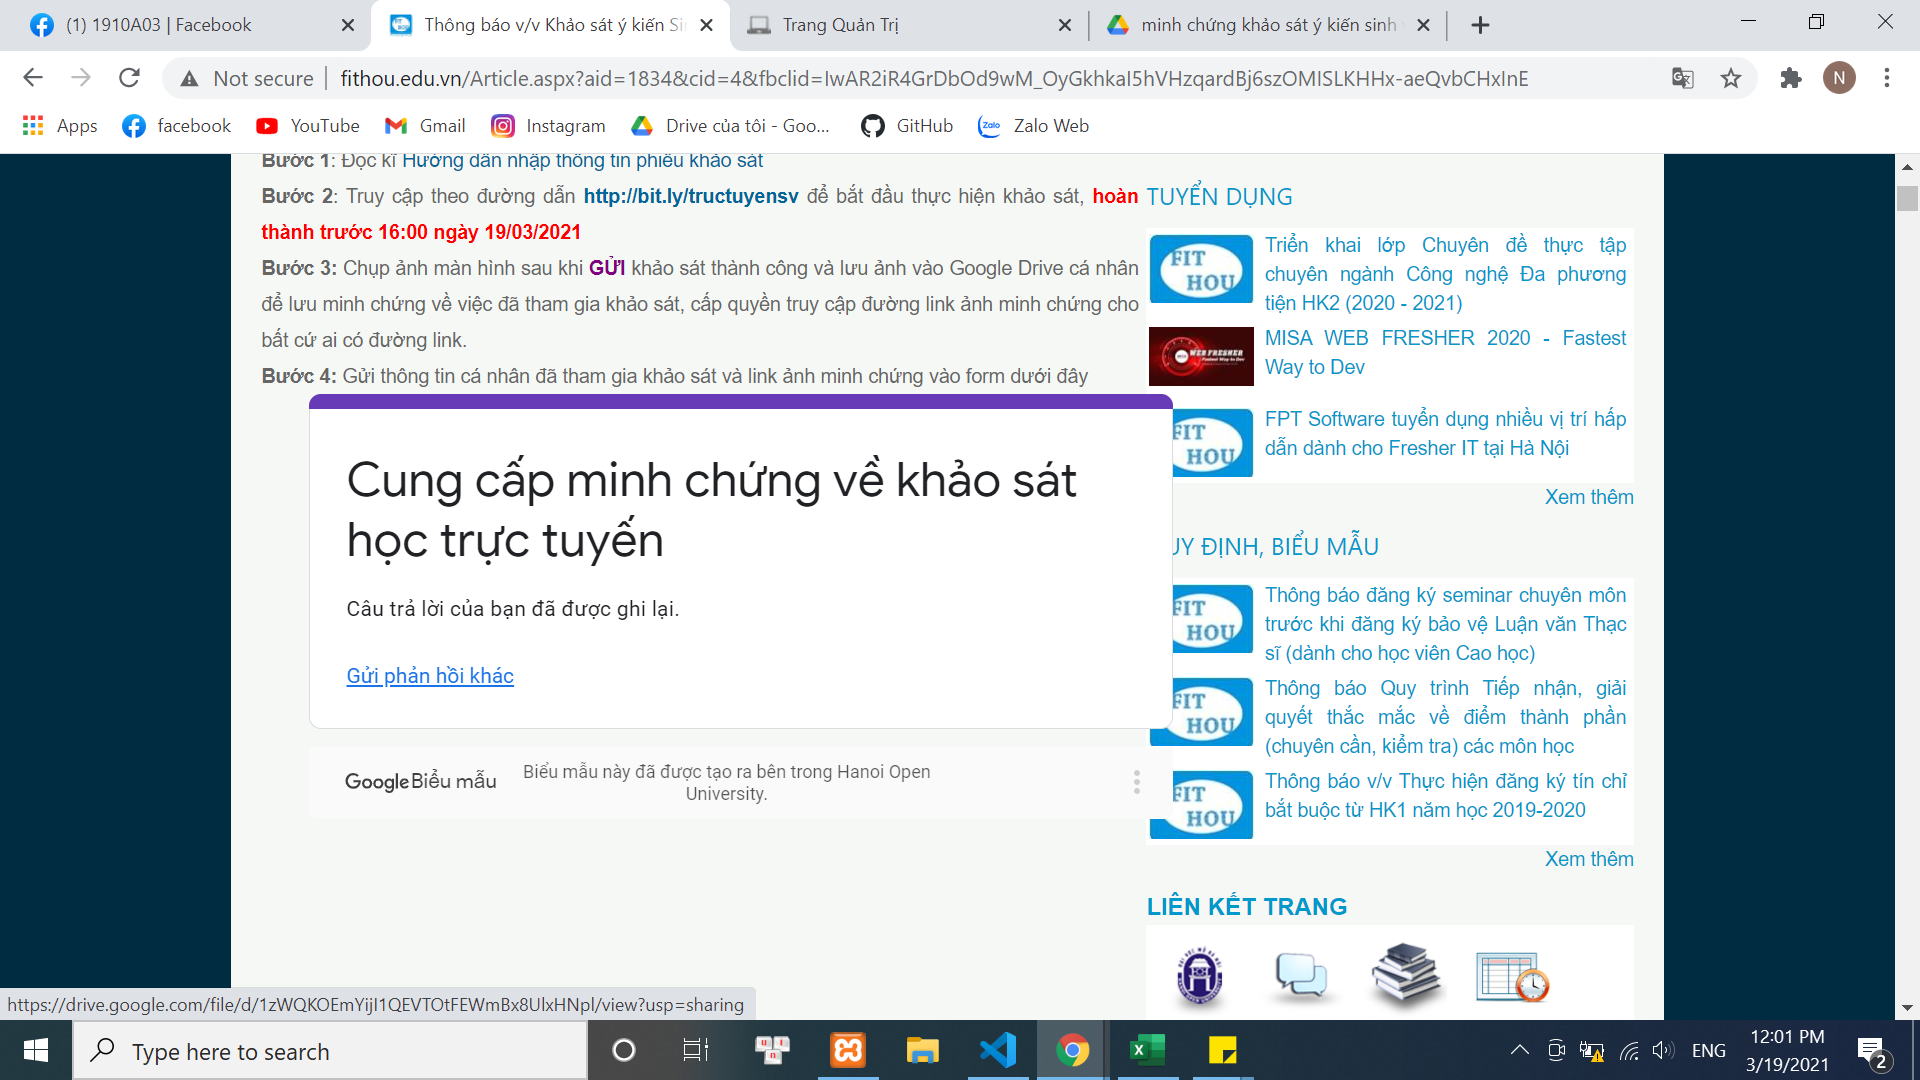 (1) 1910A03 | Facebook
Thông báo v/v Khảo sát ý kiến Si
Trang Quản Trị
minh chứng khảo sát ý kiến sinh
Not secure
fithou.edu.vn/Article.aspx?aid=1834&cid=4&fbclid=IwAR2iR4GrDbOd9wM_OyGkhkaI5hVHzqardBj6szOMISLKHHx-aeQvbCHxInE
N
Apps
facebook
YouTube
Gmail
Instagram
Drive của tôi - Goo...
GitHub
Zalo
Zalo Web
Bước 1: Đọc kĩ Hướng dẫn nhập thông tin phiếu khảo sát
Bước 2: Truy cập theo đường dẫn http://bit.ly/tructuyensv để bắt đầu thực hiện khảo sát, hoàn
thành trước 16:00 ngày 19/03/2021
Bước 3: Chụp ảnh màn hình sau khi GỬI khảo sát thành công và lưu ảnh vào Google Drive cá nhân
để lưu minh chứng về việc đã tham gia khảo sát, cấp quyền truy cập đường link ảnh minh chứng cho
bất cứ ai có đường link.
Bước 4: Gửi thông tin cá nhân đã tham gia khảo sát và link ảnh minh chứng vào form dưới đây
Cung cấp minh chứng về khảo sát
học trực tuyến
Câu trả lời của bạn đã được ghi lại.
Gửi phản hồi khác
Google Biểu mẫu
Biểu mẫu này đã được tạo ra bên trong Hanoi Open
University.
TUYỂN DỤNG
FIT
HOU
Triển khai lớp Chuyên đề thực tập
chuyên ngành Công nghệ Đa phương
tiện HK2 (2020 - 2021)
WEB FRESHER
MISA WEB FRESHER 2020 - Fastest
Way to Dev
FIT
HOU
FPT Software tuyển dụng nhiều vị trí hấp
dẫn dành cho Fresher IT tại Hà Nội
Xem thêm
UY ĐỊNH, BIỂU MẪU
FIT
HOU
Thông báo đăng ký seminar chuyên môn
trước khi đăng ký bảo vệ Luận văn Thạc
sĩ (dành cho học viên Cao học)
FIT
HOU
Thông báo Quy trình Tiếp nhận, giải
quyết thắc mắc về điểm thành phần
(chuyên cần, kiểm tra) các môn học
FIT
HOU
Thông báo v/v Thực hiện đăng ký tín chỉ
bắt buộc từ HK1 năm học 2019-2020
Xem thêm
LIÊN KẾT TRANG
https://drive.google.com/file/d/1zWQKOEmYijI1QEVTOtFEWmBx8UlxHNpl/view?usp=sharing
Type here to search
ENG
12:01 PM
3/19/2021
2